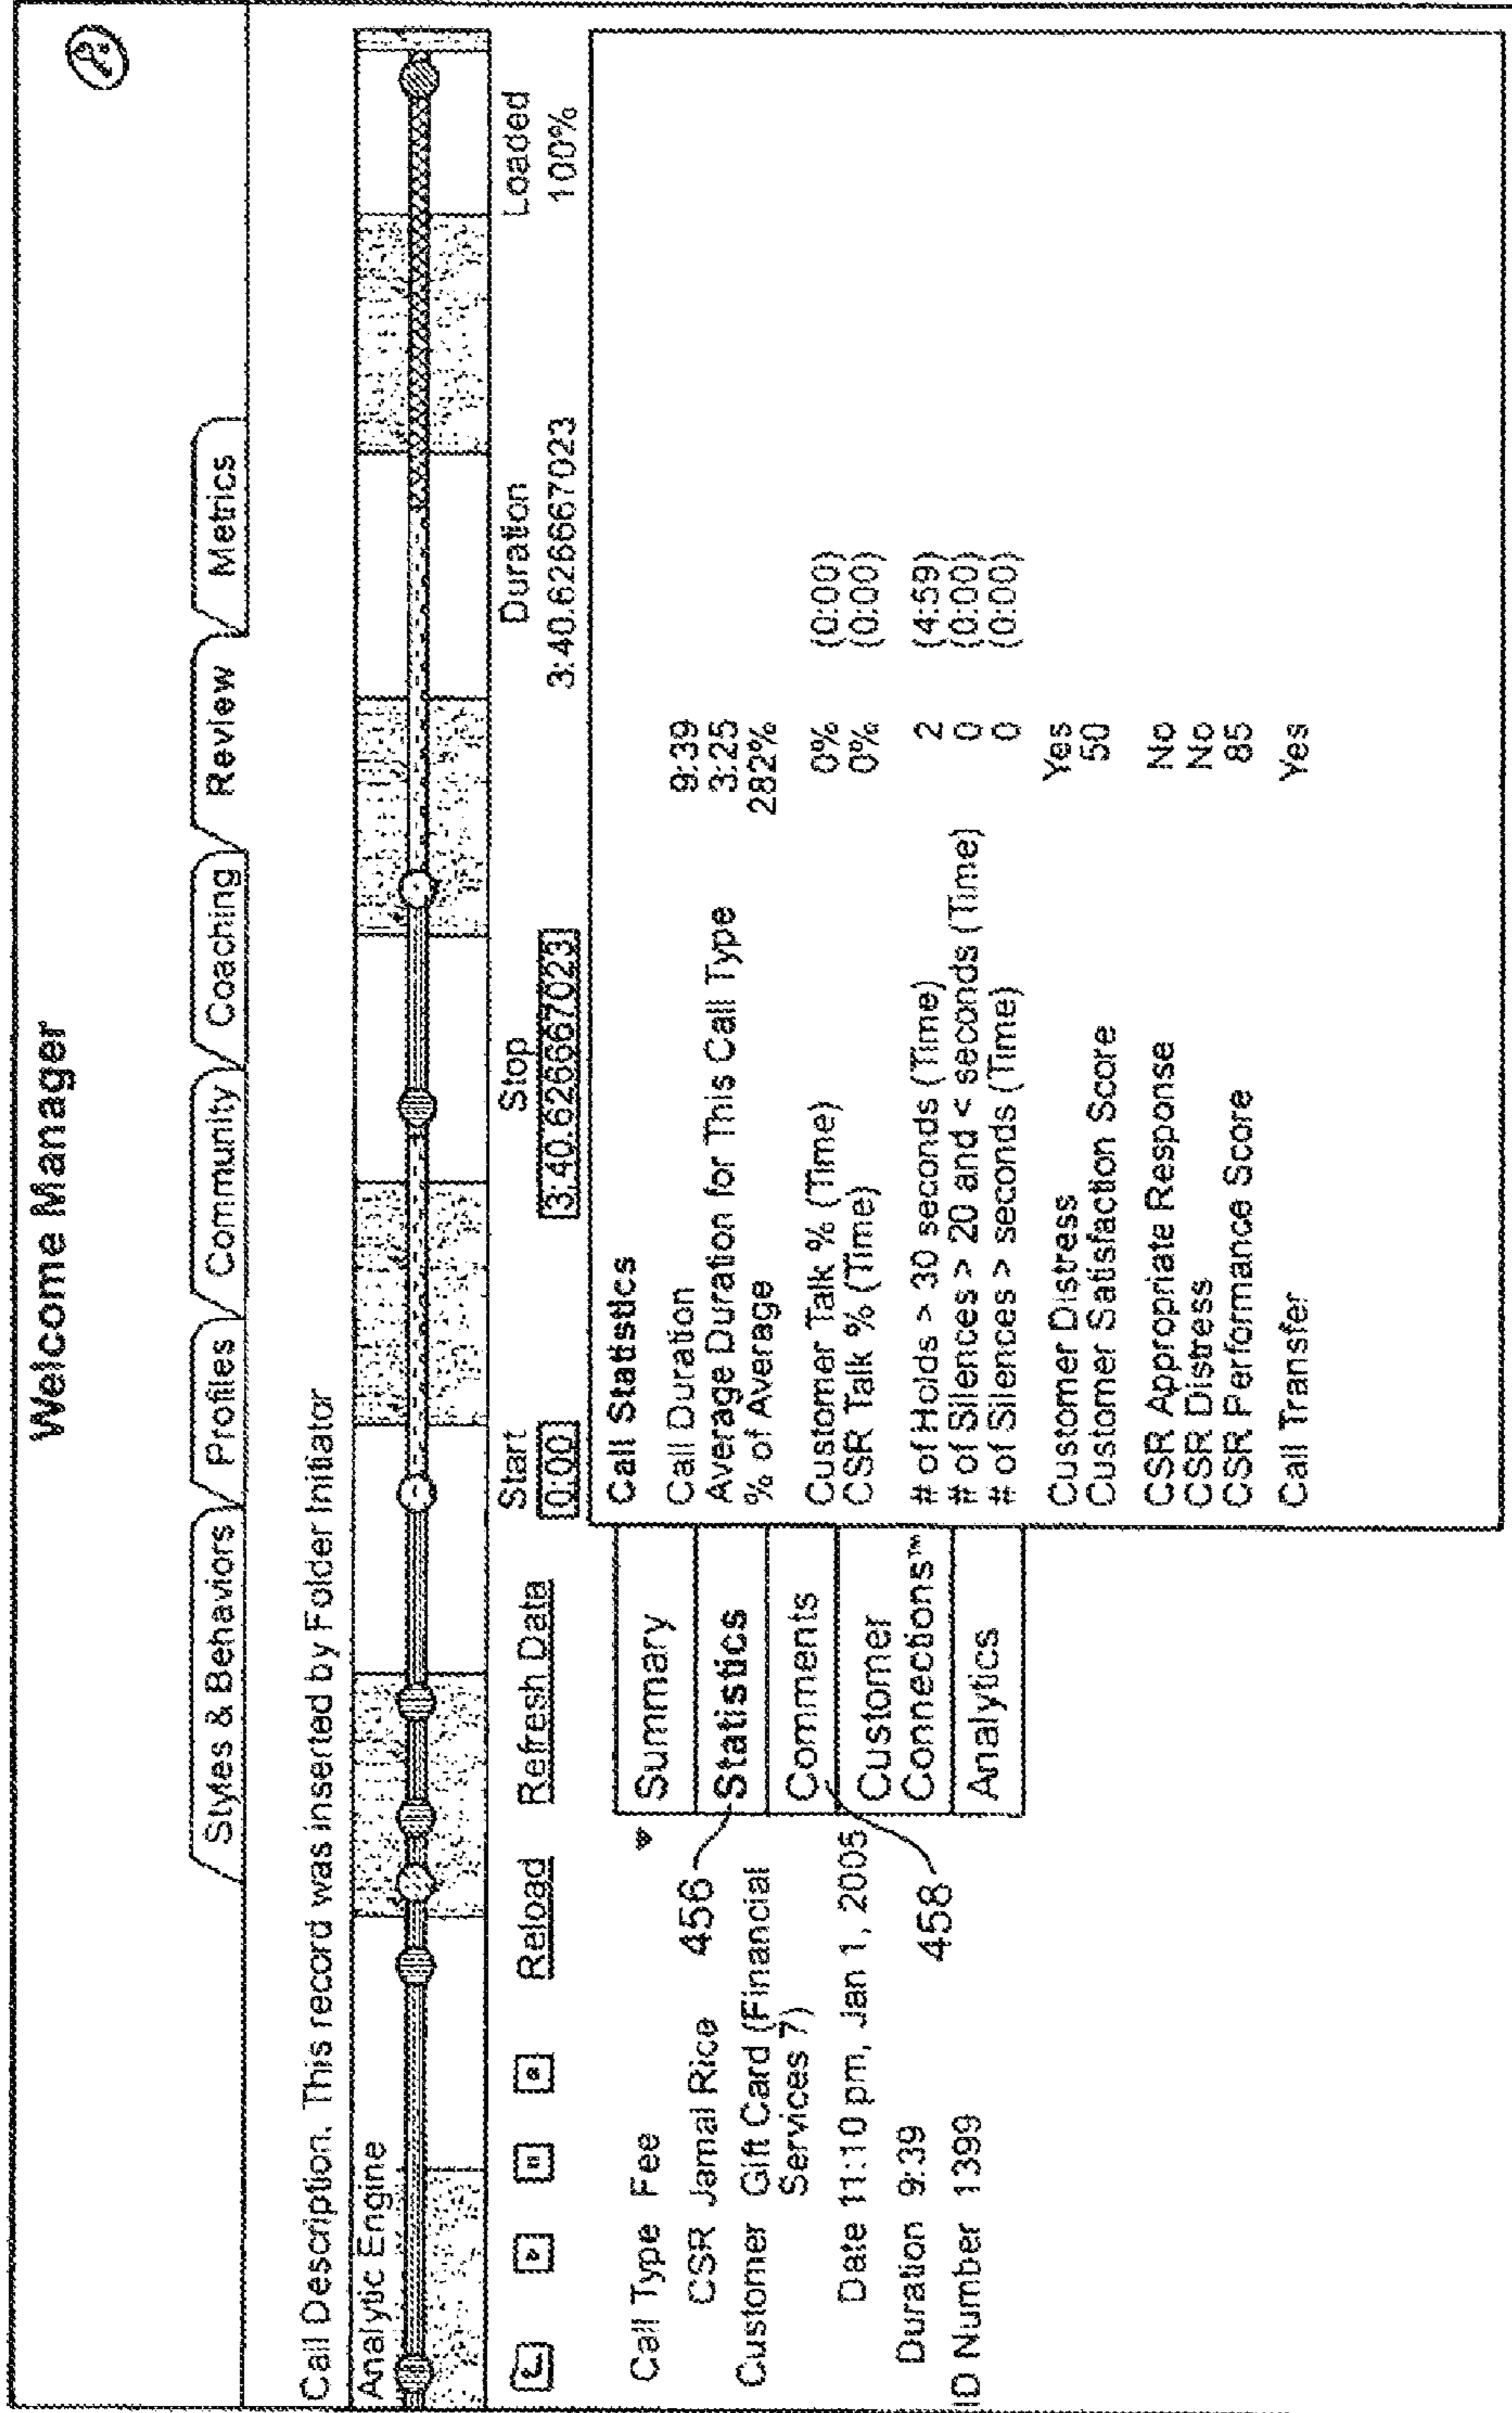 Welcome Manager
Styles & Behaviors Profiles Community Coaching Review Metrics
Call Description. This record was inserted by Folder Initiator
Analytic Engine
Reload Refresh Data Start Stop Duration Loaded
0:00 3:40.626667023 3:40.626667023 100%
Call Type Fee
CSR Jamal Rice
Customer Gift Card (Financial
Services 7)
Date 11:10 pm, Jan 1, 2005
Duration 9:39
ID Number 1399
456
458
Summary
Statistics
Comments
Customer
Connections™
Analytics
Call Statistics
Call Duration 9:39
Average Duration for This Call Type 3:25
% of Average 282%
Customer Talk % (Time) 0% (0:00)
CSR Talk % (Time) 0% (0:00)
# of Holds > 30 seconds (Time) 2 (4:59)
# of Silences > 20 and < seconds (Time) 0 (0:00)
# of Silences > seconds (Time) 0 (0:00)
Customer Distress Yes
Customer Satisfaction Score 50
CSR Appropriate Response No
CSR Distress No
CSR Performance Score 85
Call Transfer Yes